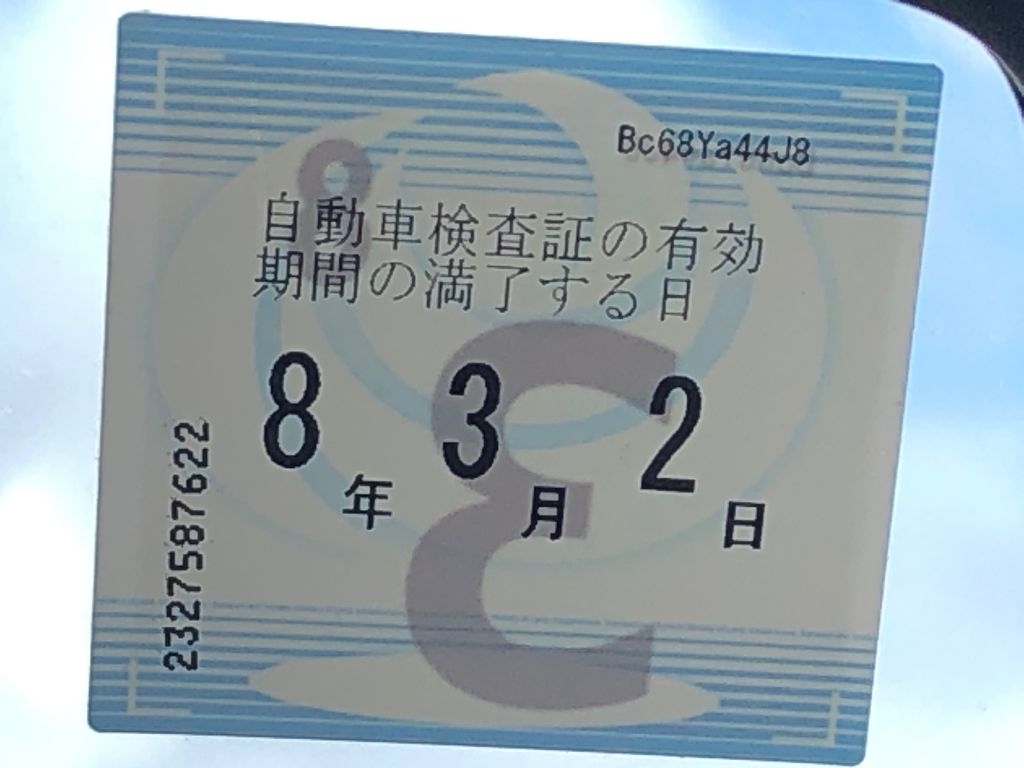 Bc68Ya44J8
自動車検査証の有効
期間の満了する日
8年 3月 2日
2327587622